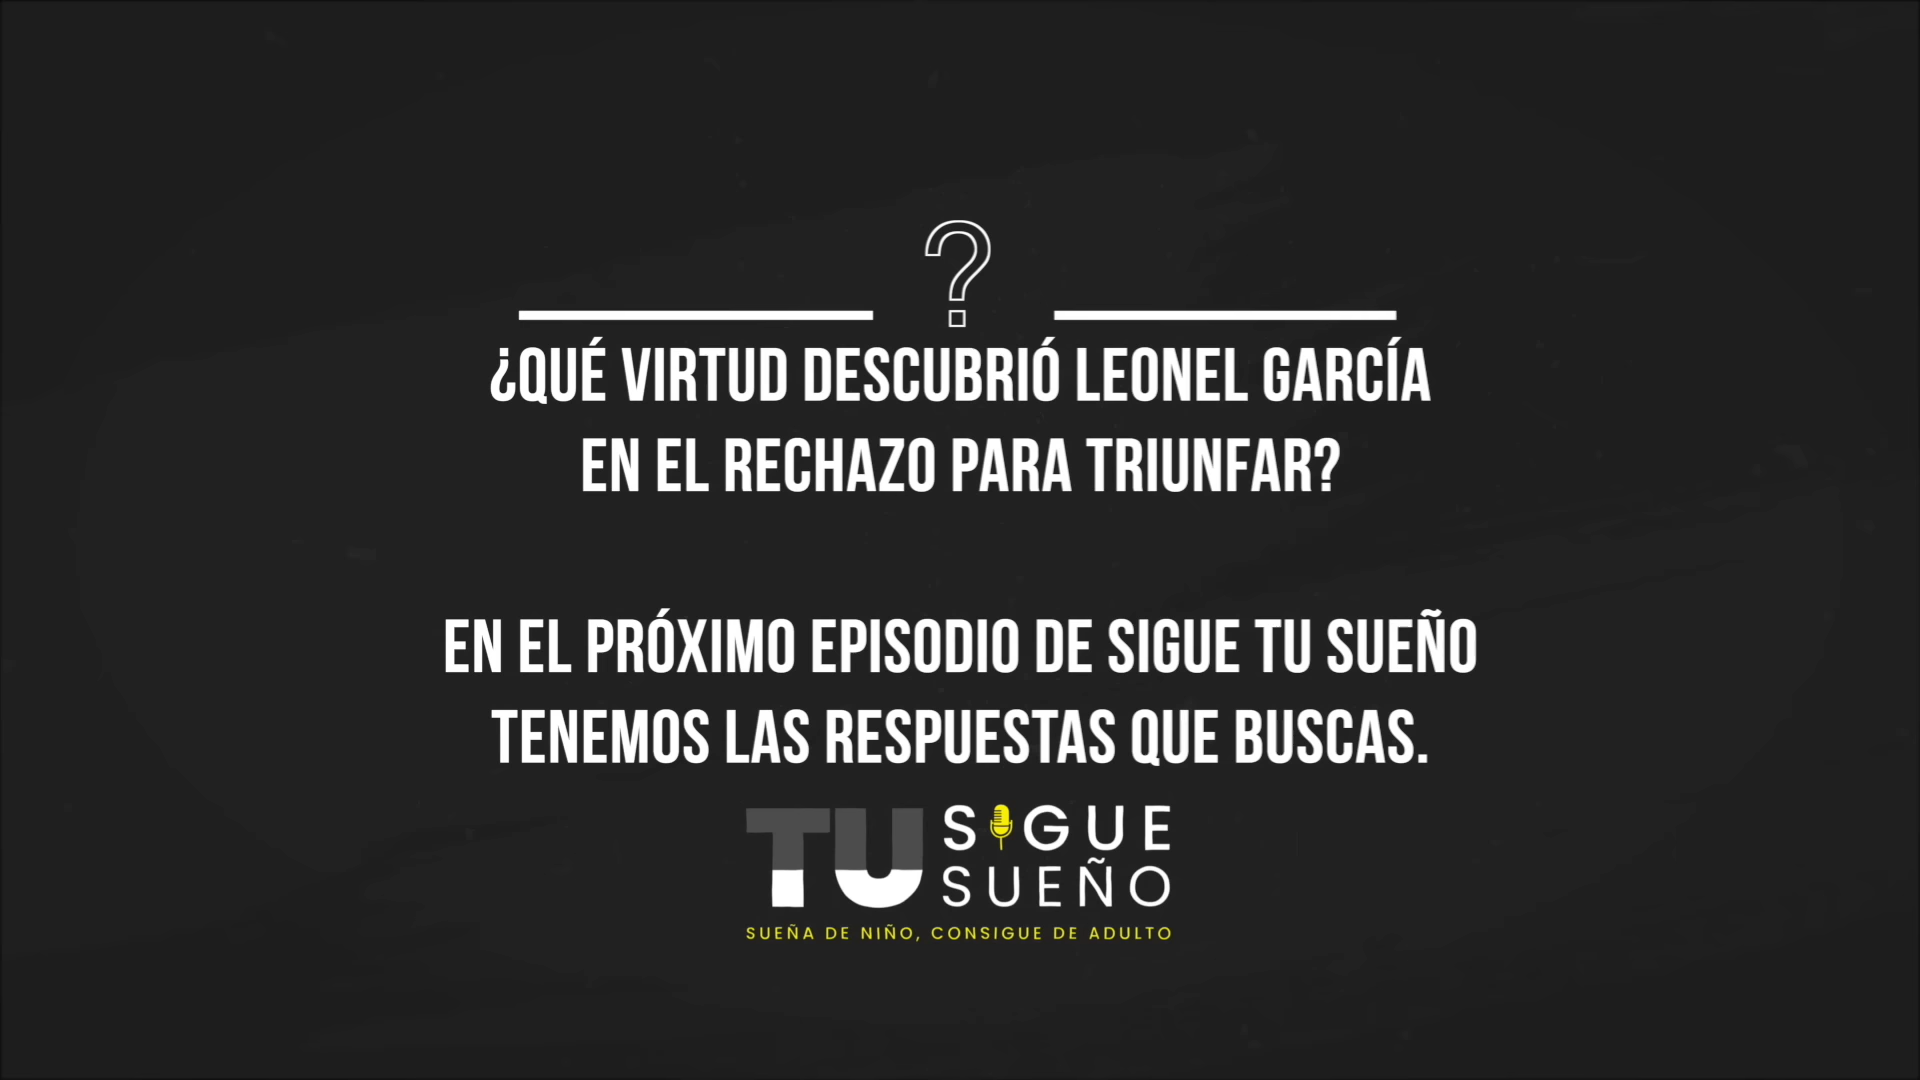 ?
¿QUÉ VIRTUD DESCUBRIÓ LEONEL GARCÍA
EN EL RECHAZO PARA TRIUNFAR?
EN EL PRÓXIMO EPISODIO DE SIGUE TU SUEÑO
TENEMOS LAS RESPUESTAS QUE BUSCAS.
TU SIGUE
SUEÑO
SUEÑA DE NIÑO, CONSIGUE DE ADULTO